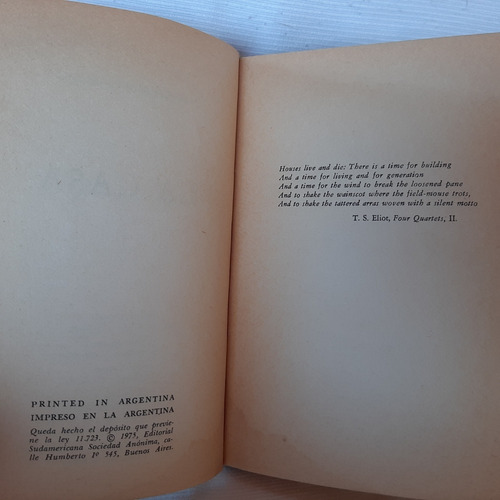 PRINTED IN ARGENTINA
IMPRESO EN LA ARGENTINA
Queda hecho el depósito que previe-
ne la ley 11.723. © 1975, Editorial
Sudamericana Sociedad Anónima, ca-
lle Humberto Iº 545, Buenos Aires.
Houses live and die: There is a time for building
And a time for living and for generation
And a time for the wind to break the loosened pane
And to shake the wainscot where the field-mouse trots,
And to shake the tattered arras woven with a silent motto
T. S. Eliot, Four Quartets, II.